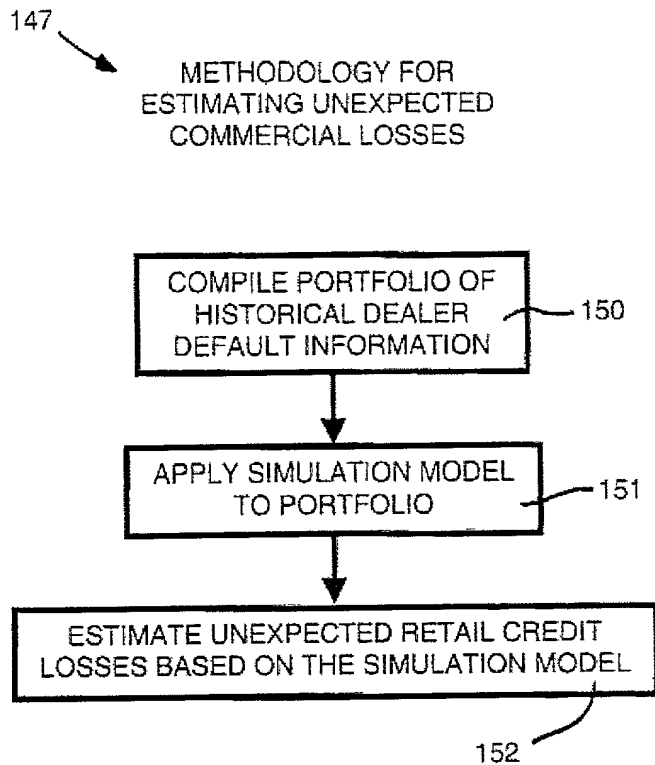 147
METHODOLOGY FOR
ESTIMATING UNEXPECTED
COMMERCIAL LOSSES
COMPILE PORTFOLIO OF
HISTORICAL DEALER
DEFAULT INFORMATION
150
APPLY SIMULATION MODEL
TO PORTFOLIO
151
ESTIMATE UNEXPECTED RETAIL CREDIT
LOSSES BASED ON THE SIMULATION MODEL
152